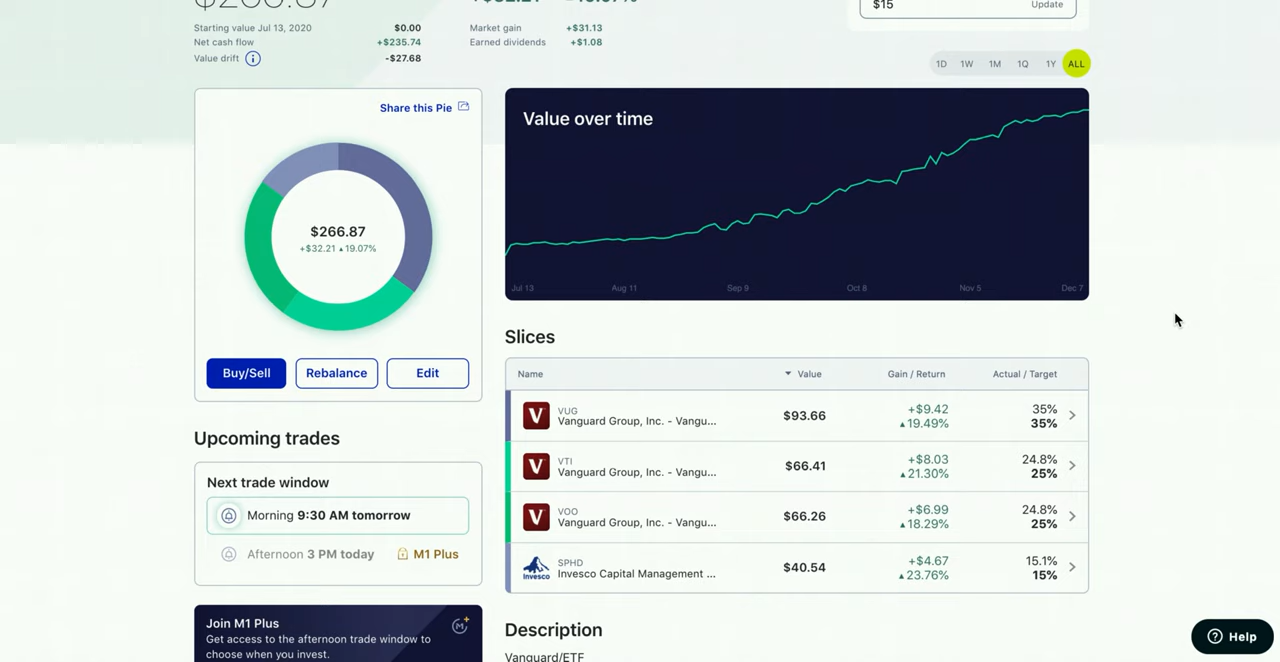 $15
Update
Starting value Jul 13, 2020 $0.00
Net cash flow +$235.74
Value drift -$27.68
Market gain +$31.13
Earned dividends +$1.08
1D 1W 1M 1Q 1Y ALL
Share this Pie
$266.87
+$32.21 ▲ 19.07%
Buy/Sell Rebalance Edit
Value over time
Jul 13 Aug 11 Sep 9 Oct 8 Nov 5 Dec 7
Slices
Name Value Gain / Return Actual / Target
VUG
Vanguard Group, Inc. - Vangu...
$93.66
+$9.42
▲19.49%
35%
35%
VTI
Vanguard Group, Inc. - Vangu...
$66.41
+$8.03
▲21.30%
24.8%
25%
VOO
Vanguard Group, Inc. - Vangu...
$66.26
+$6.99
▲18.29%
24.8%
25%
Invesco
SPHD
Invesco Capital Management ...
$40.54
+$4.67
▲23.76%
15.1%
15%
Upcoming trades
Next trade window
Morning 9:30 AM tomorrow
Afternoon 3 PM today M1 Plus
Join M1 Plus
Get access to the afternoon trade window to
choose when you invest.
Description
Vanguard/ETF
Help